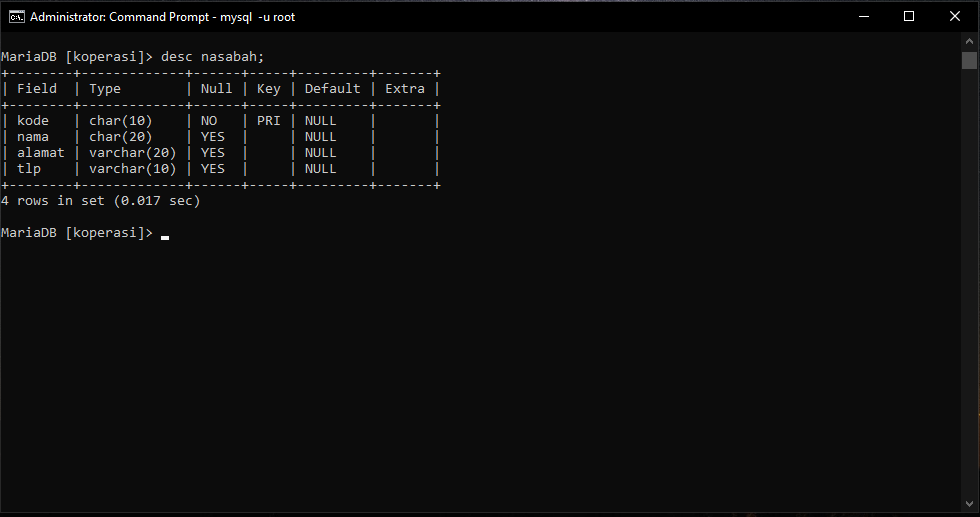 Administrator: Command Prompt - mysql  -u root
MariaDB [koperasi]> desc nasabah;
+--------+-------------+------+-----+---------+-------+
| Field  | Type        | Null | Key | Default | Extra |
+--------+-------------+------+-----+---------+-------+
| kode   | char(10)    | NO   | PRI | NULL    |       |
| nama   | char(20)    | YES  |     | NULL    |       |
| alamat | varchar(20) | YES  |     | NULL    |       |
| tlp    | varchar(10) | YES  |     | NULL    |       |
+--------+-------------+------+-----+---------+-------+
4 rows in set (0.017 sec)
MariaDB [koperasi]> _